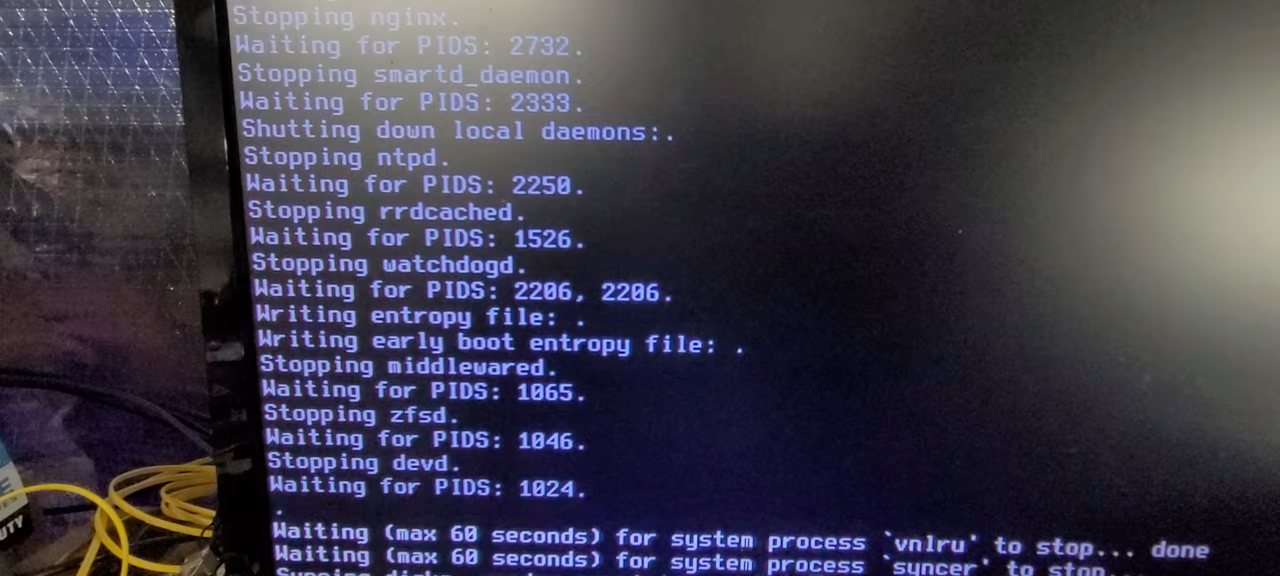 Stopping nginx.
Waiting for PIDS: 2732.
Stopping smartd_daemon.
Waiting for PIDS: 2333.
Shutting down local daemons:.
Stopping ntpd.
Waiting for PIDS: 2250.
Stopping rrdcached.
Waiting for PIDS: 1526.
Stopping watchdogd.
Waiting for PIDS: 2206, 2206.
Writing entropy file: .
Writing early boot entropy file: .
Stopping middlewared.
Waiting for PIDS: 1065.
Stopping zfsd.
Waiting for PIDS: 1046.
Stopping devd.
Waiting for PIDS: 1024.
.
Waiting (max 60 seconds) for system process `vnlru' to stop... done
Waiting (max 60 seconds) for system process `syncer' to stop...